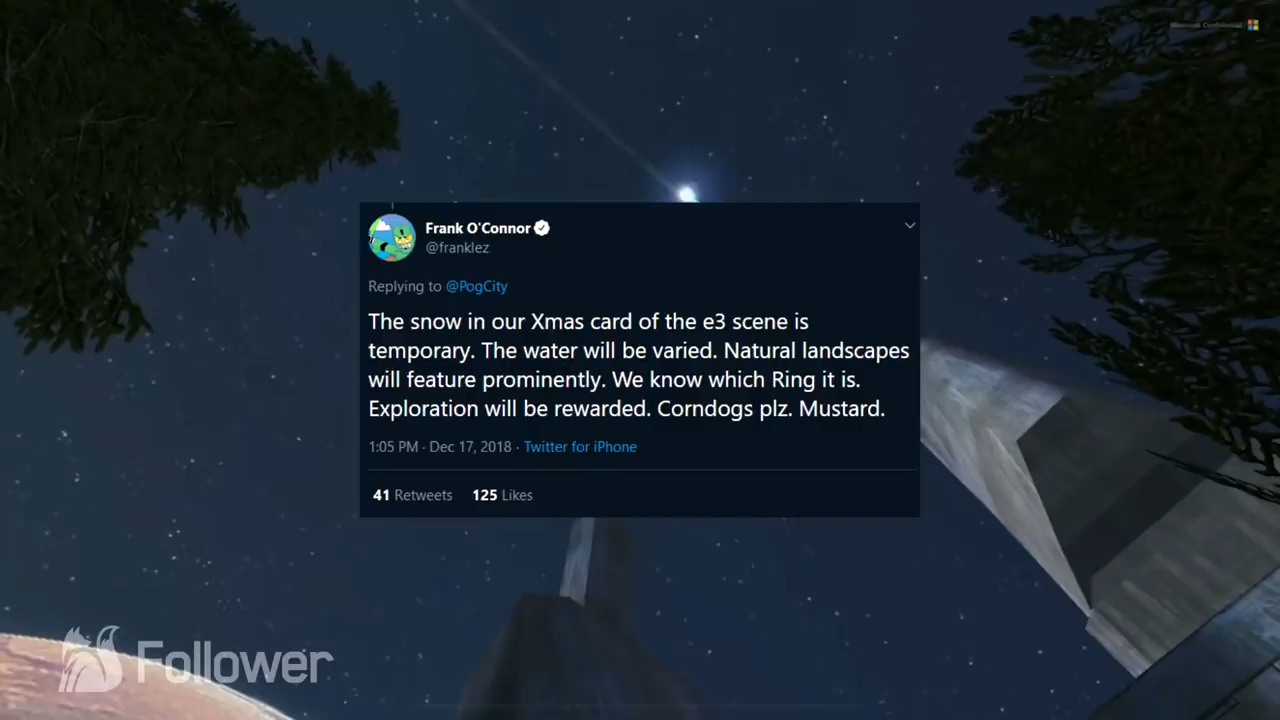 Microsoft Confidential
Frank O'Connor
@franklez
Replying to @PogCity
The snow in our Xmas card of the e3 scene is
temporary. The water will be varied. Natural landscapes
will feature prominently. We know which Ring it is.
Exploration will be rewarded. Corndogs plz. Mustard.
1:05 PM · Dec 17, 2018 · Twitter for iPhone
41 Retweets 125 Likes
Follower